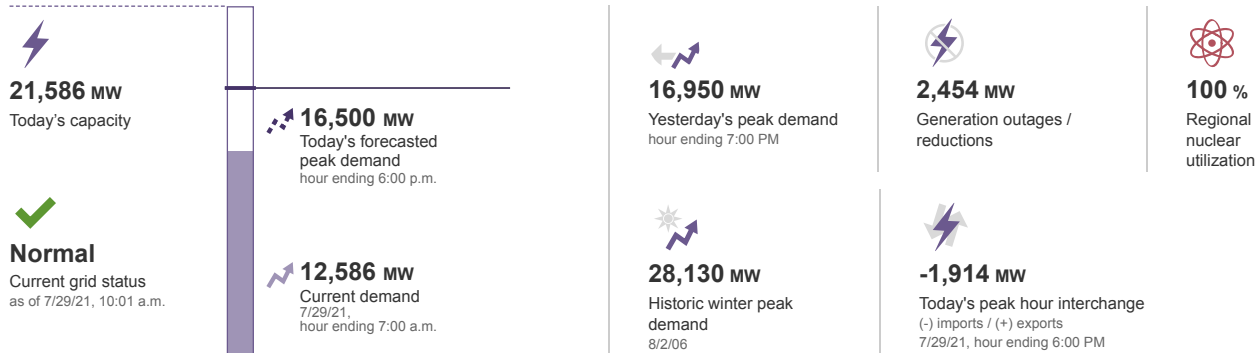 21,586 MW
Today's capacity
Normal
Current grid status
as of 7/29/21, 10:01 a.m.
16,500 MW
Today's forecasted
peak demand
hour ending 6:00 p.m.
12,586 MW
Current demand
7/29/21,
hour ending 7:00 a.m.
16,950 MW
Yesterday's peak demand
hour ending 7:00 PM
2,454 MW
Generation outages /
reductions
100 %
Regional
nuclear
utilization
28,130 MW
Historic winter peak
demand
8/2/06
-1,914 MW
Today's peak hour interchange
(-) imports / (+) exports
7/29/21, hour ending 6:00 PM